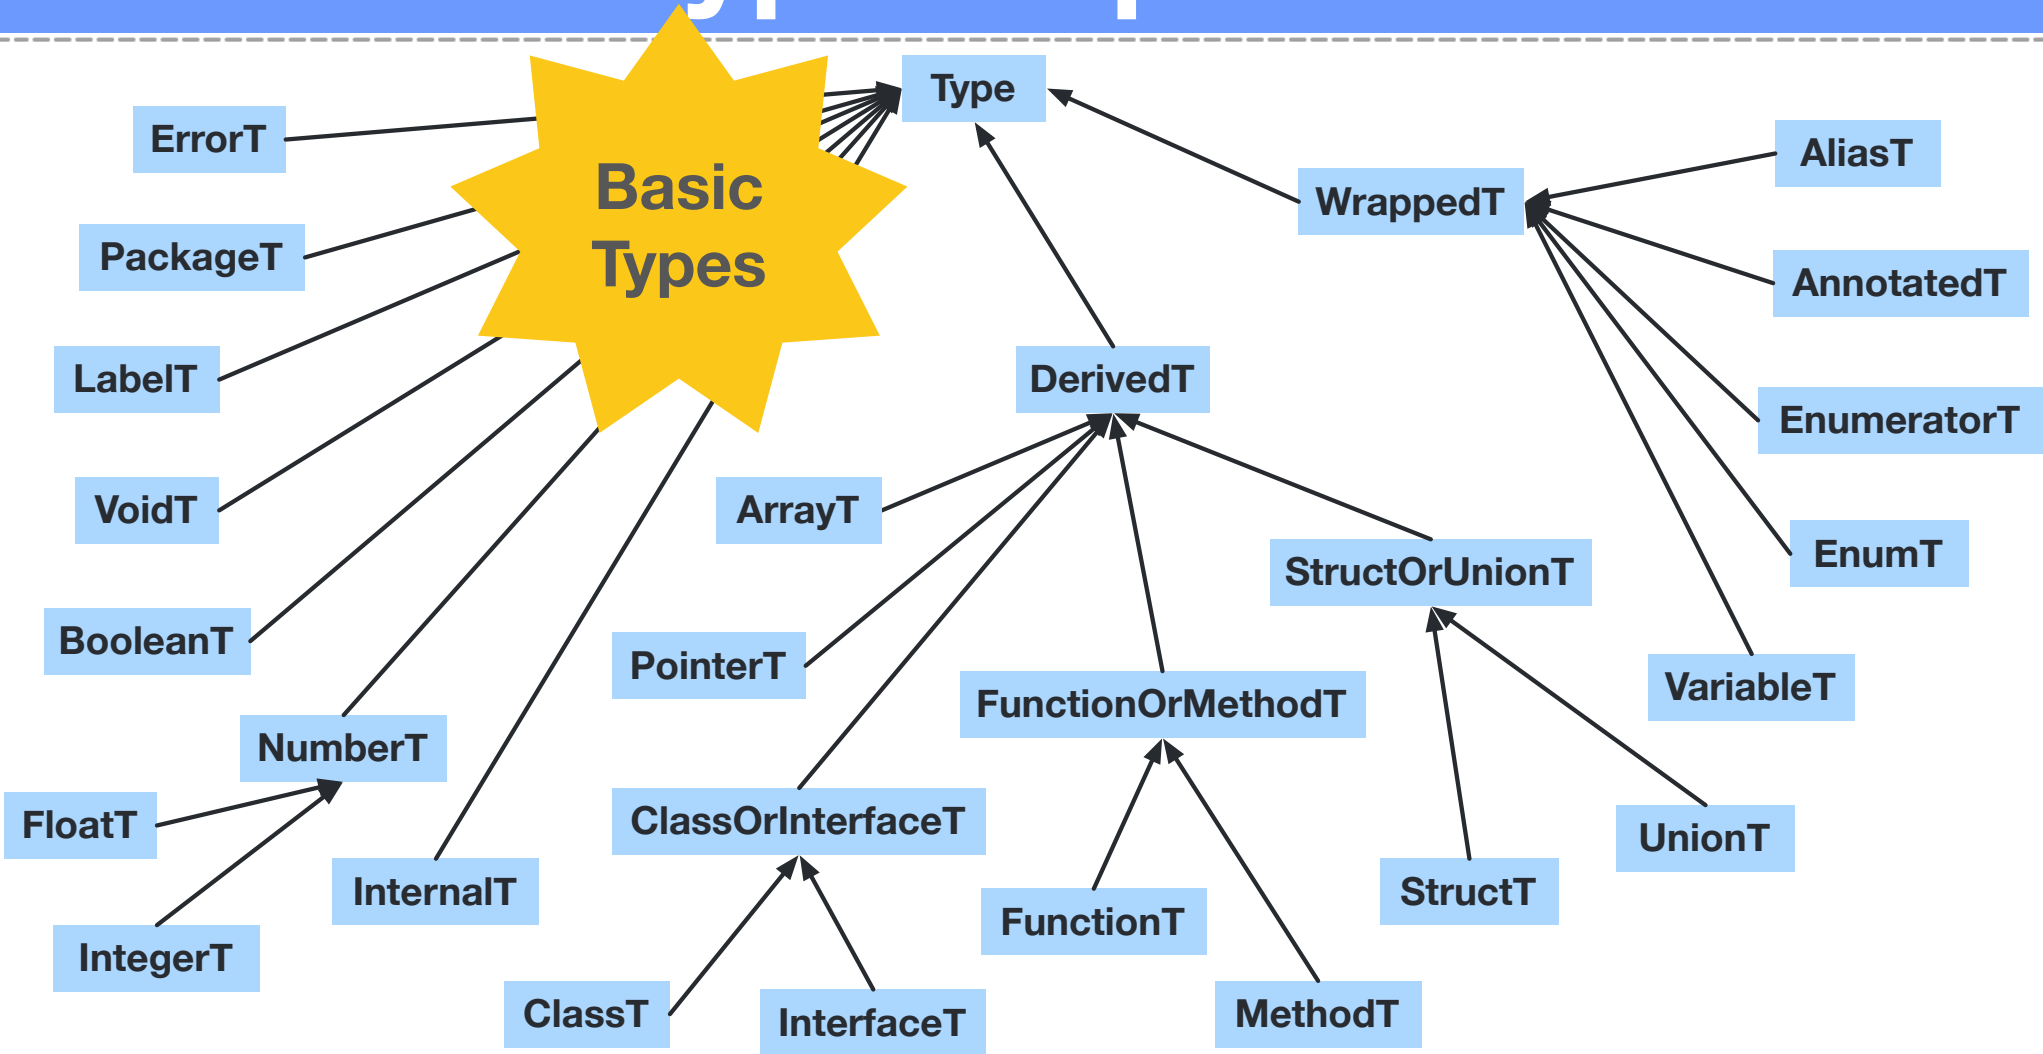 Type
ErrorT
AliasT
Basic
Types
WrappedT
PackageT
AnnotatedT
LabelT
DerivedT
EnumeratorT
VoidT
ArrayT
EnumT
StructOrUnionT
BooleanT
PointerT
VariableT
FunctionOrMethodT
NumberT
FloatT
ClassOrInterfaceT
UnionT
InternalT
StructT
FunctionT
IntegerT
ClassT
InterfaceT
MethodT